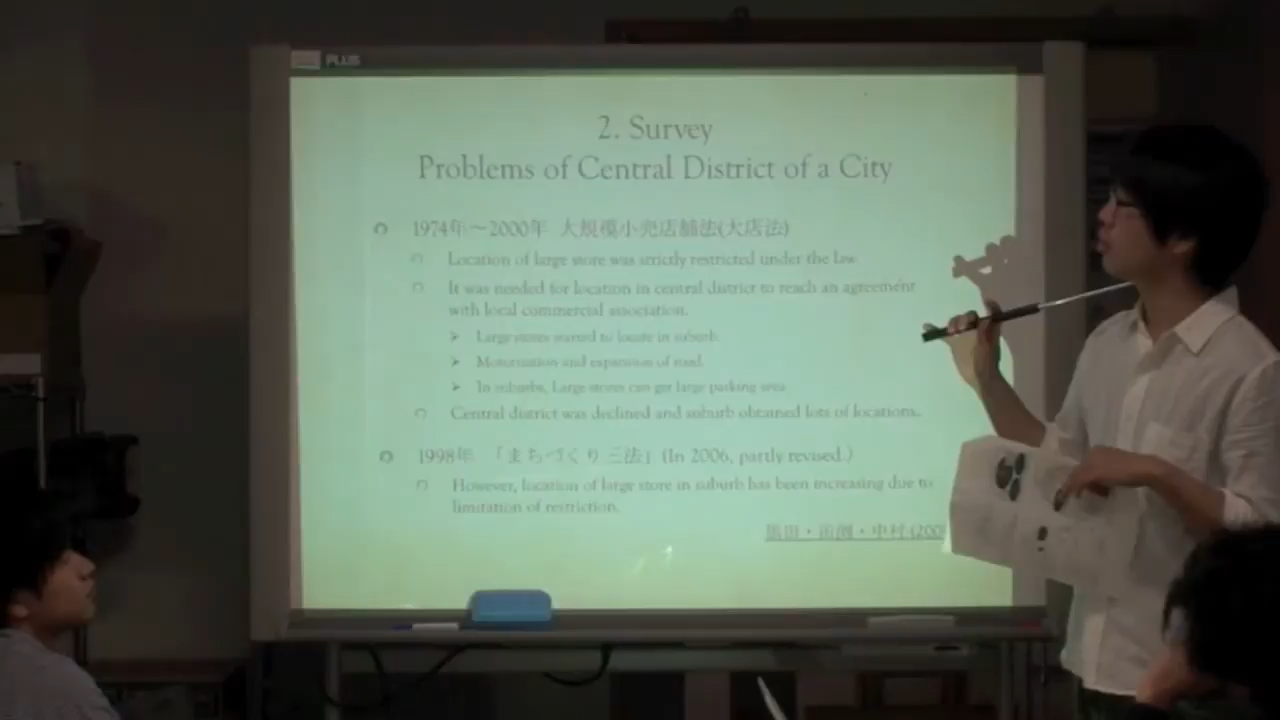 PLUS
2. Survey
Problems of Central District of a City
1974年～2000年 大規模小売店舗法(大店法)
Location of large store was strictly restricted under the law
It was needed for location in central district to reach an agreement
with local commercial association.
Large stores started to locate in suburb.
Motorization and expansion of road.
In suburbs, Large stores can get large parking area
Central district was declined and suburb obtained lots of locations.
1998年 「まちづくり三法」(In 2006, partly revised.)
However, location of large store in suburb has been increasing due to
limitation of restriction.
中村 (200